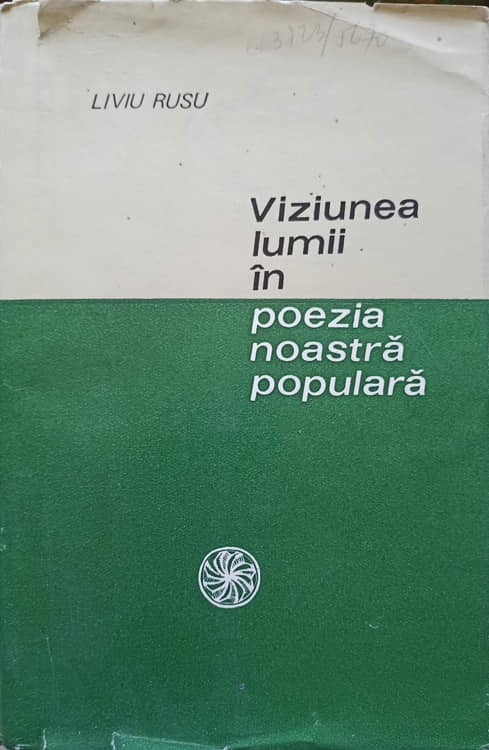 LIVIU RUSU
Viziunea
lumii
în
poezia
noastră
populară